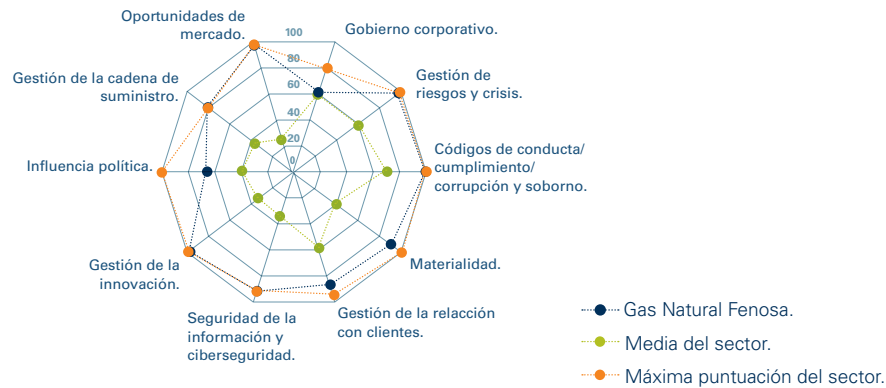 Oportunidades de
mercado.
100
80
60
40
20
0
Gobierno corporativo.
Gestión de
riesgos y crisis.
Códigos de conducta/
cumplimiento/
corrupción y soborno.
Materialidad.
Gestión de la relacción
con clientes.
Seguridad de la
información y
ciberseguridad.
Gestión de la
innovación.
Influencia política.
Gestión de la cadena de
suministro.
Gas Natural Fenosa.
Media del sector.
Máxima puntuación del sector.